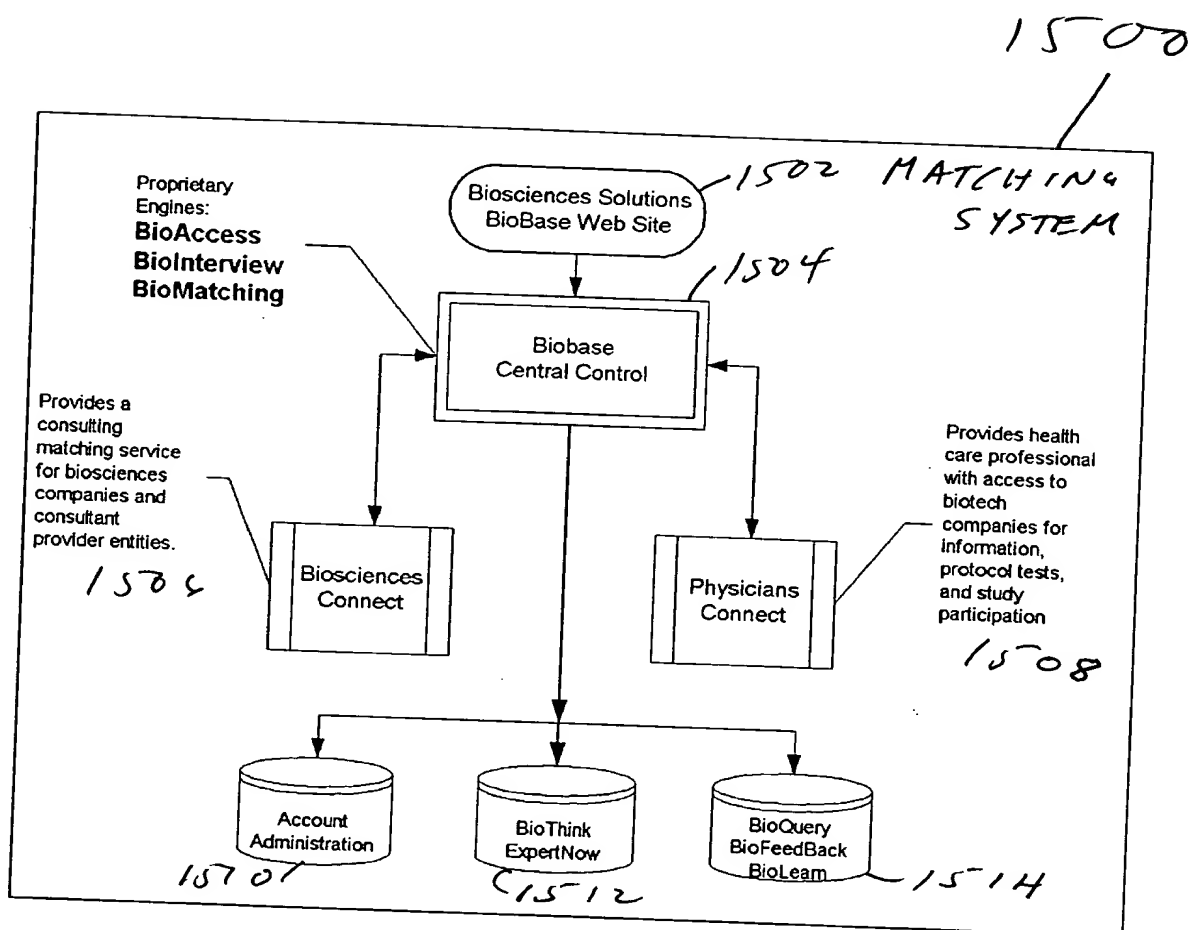 1500
Proprietary
Engines:
BioAccess
BioInterview
BioMatching
Biosciences Solutions
BioBase Web Site
1502
MATCHING
SYSTEM
1504
Biobase
Central Control
Provides a
consulting
matching service
for biosciences
companies and
consultant
provider entities.
1506
Biosciences
Connect
Physicians
Connect
Provides health
care professional
with access to
biotech
companies for
information,
protocol tests,
and study
participation
1508
Account
Administration
BioThink
ExpertNow
BioQuery
BioFeedBack
BioLearn
1510
1512
1514